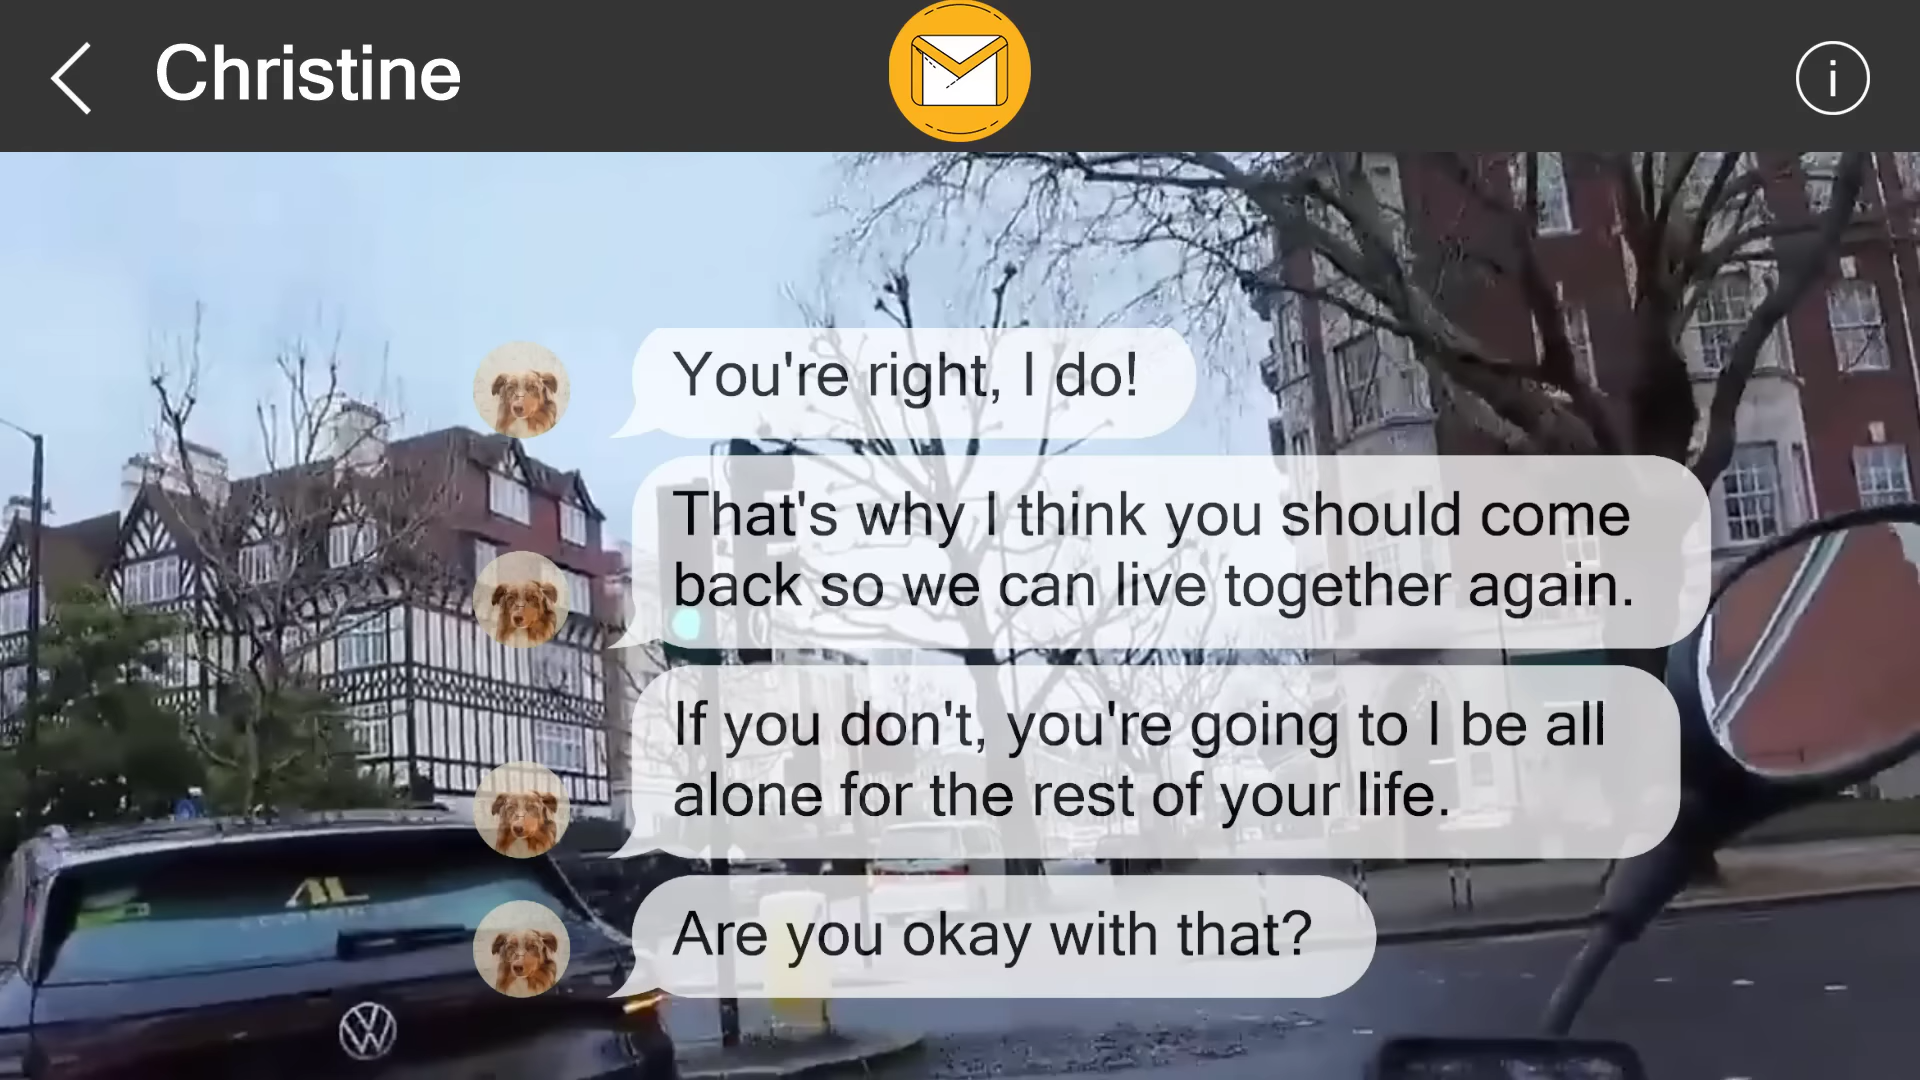 Christine
i
You're right, I do!
That's why I think you should come
back so we can live together again.
If you don't, you're going to I be all
alone for the rest of your life.
Are you okay with that?
AL
VW